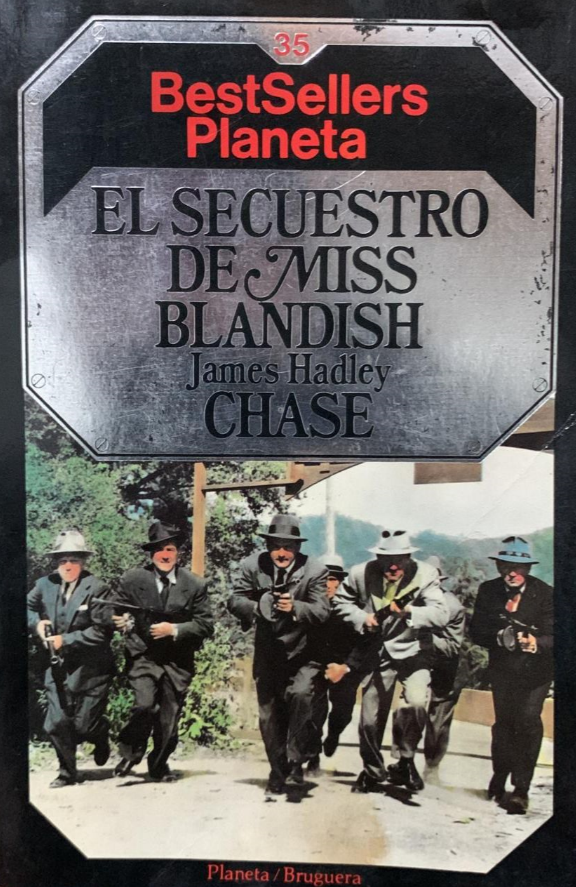 35
BestSellers
Planeta
EL SECUESTRO
DE MISS
BLANDISH
James Hadley
CHASE
Planeta / Bruguera